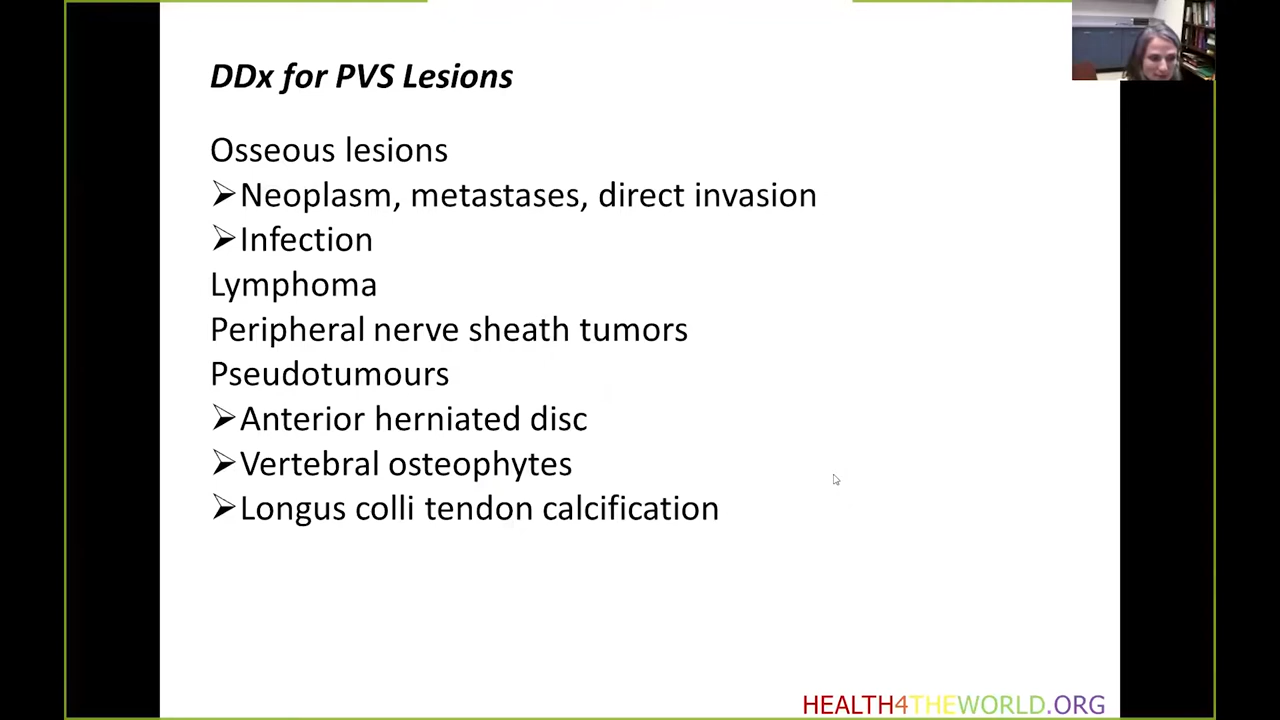 DDx for PVS Lesions
Osseous lesions
➢Neoplasm, metastases, direct invasion
➢Infection
Lymphoma
Peripheral nerve sheath tumors
Pseudotumours
➢Anterior herniated disc
➢Vertebral osteophytes
➢Longus colli tendon calcification
HEALTH4THEWORLD.ORG